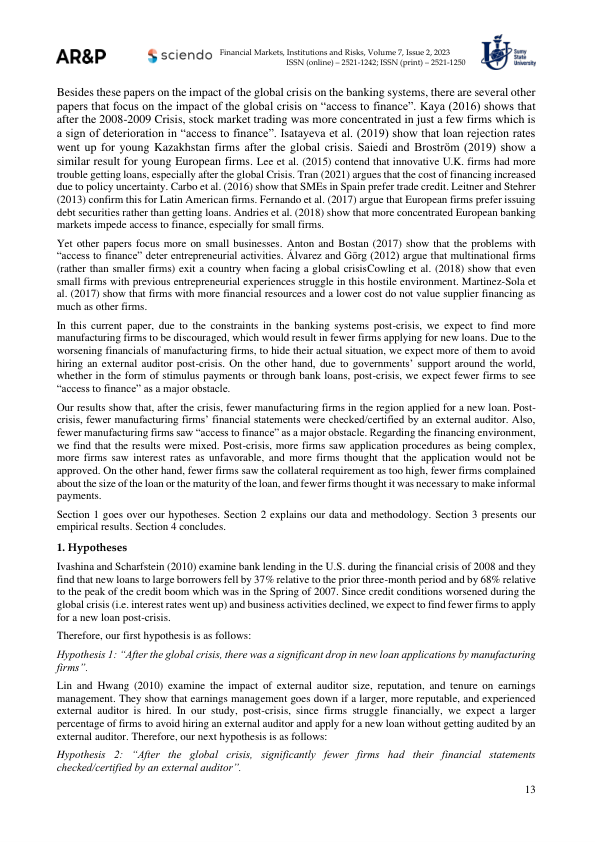 AR&P
sciendo
Financial Markets, Institutions and Risks, Volume 7, Issue 2, 2023
ISSN (online) – 2521-1242; ISSN (print) – 2521-1250
Sumy
State
University
Besides these papers on the impact of the global crisis on the banking systems, there are several other
papers that focus on the impact of the global crisis on “access to finance”. Kaya (2016) shows that
after the 2008-2009 Crisis, stock market trading was more concentrated in just a few firms which is
a sign of deterioration in “access to finance”. Isatayeva et al. (2019) show that loan rejection rates
went up for young Kazakhstan firms after the global crisis. Saiedi and Broström (2019) show a
similar result for young European firms. Lee et al. (2015) contend that innovative U.K. firms had more
trouble getting loans, especially after the global Crisis. Tran (2021) argues that the cost of financing increased
due to policy uncertainty. Carbo et al. (2016) show that SMEs in Spain prefer trade credit. Leitner and Stehrer
(2013) confirm this for Latin American firms. Fernando et al. (2017) argue that European firms prefer issuing
debt securities rather than getting loans. Andries et al. (2018) show that more concentrated European banking
markets impede access to finance, especially for small firms.
Yet other papers focus more on small businesses. Anton and Bostan (2017) show that the problems with
“access to finance” deter entrepreneurial activities. Álvarez and Görg (2012) argue that multinational firms
(rather than smaller firms) exit a country when facing a global crisisCowling et al. (2018) show that even
small firms with previous entrepreneurial experiences struggle in this hostile environment. Martinez-Sola et
al. (2017) show that firms with more financial resources and a lower cost do not value supplier financing as
much as other firms.
In this current paper, due to the constraints in the banking systems post-crisis, we expect to find more
manufacturing firms to be discouraged, which would result in fewer firms applying for new loans. Due to the
worsening financials of manufacturing firms, to hide their actual situation, we expect more of them to avoid
hiring an external auditor post-crisis. On the other hand, due to governments’ support around the world,
whether in the form of stimulus payments or through bank loans, post-crisis, we expect fewer firms to see
“access to finance” as a major obstacle.
Our results show that, after the crisis, fewer manufacturing firms in the region applied for a new loan. Post-
crisis, fewer manufacturing firms’ financial statements were checked/certified by an external auditor. Also,
fewer manufacturing firms saw “access to finance” as a major obstacle. Regarding the financing environment,
we find that the results were mixed. Post-crisis, more firms saw application procedures as being complex,
more firms saw interest rates as unfavorable, and more firms thought that the application would not be
approved. On the other hand, fewer firms saw the collateral requirement as too high, fewer firms complained
about the size of the loan or the maturity of the loan, and fewer firms thought it was necessary to make informal
payments.
Section 1 goes over our hypotheses. Section 2 explains our data and methodology. Section 3 presents our
empirical results. Section 4 concludes.
1. Hypotheses
Ivashina and Scharfstein (2010) examine bank lending in the U.S. during the financial crisis of 2008 and they
find that new loans to large borrowers fell by 37% relative to the prior three-month period and by 68% relative
to the peak of the credit boom which was in the Spring of 2007. Since credit conditions worsened during the
global crisis (i.e. interest rates went up) and business activities declined, we expect to find fewer firms to apply
for a new loan post-crisis.
Therefore, our first hypothesis is as follows:
Hypothesis 1: “After the global crisis, there was a significant drop in new loan applications by manufacturing
firms”.
Lin and Hwang (2010) examine the impact of external auditor size, reputation, and tenure on earnings
management. They show that earnings management goes down if a larger, more reputable, and experienced
external auditor is hired. In our study, post-crisis, since firms struggle financially, we expect a larger
percentage of firms to avoid hiring an external auditor and apply for a new loan without getting audited by an
external auditor. Therefore, our next hypothesis is as follows:
Hypothesis 2: “After the global crisis, significantly fewer firms had their financial statements
checked/certified by an external auditor”.
13